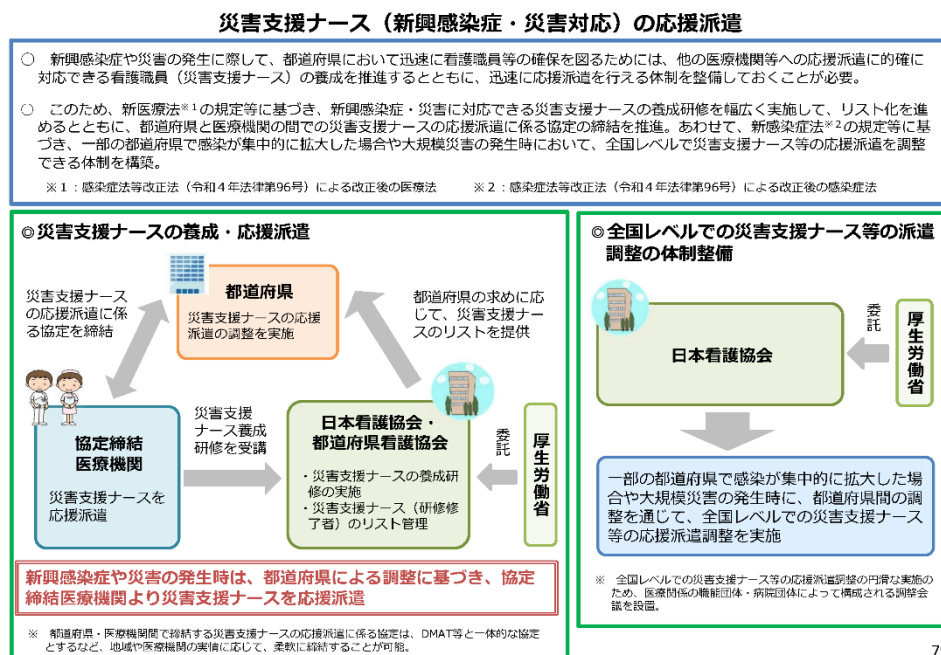 災害支援ナース（新興感染症・災害対応）の応援派遣
○　新興感染症や災害の発生に際して、都道府県において迅速に看護職員等の確保を図るためには、他の医療機関等への応援派遣に的確に
対応できる看護職員（災害支援ナース）の養成を推進するとともに、迅速に応援派遣を行える体制を整備しておくことが必要。
○　このため、新医療法※１の規定等に基づき、新興感染症・災害に対応できる災害支援ナースの養成研修を幅広く実施して、リスト化を進
めるとともに、都道府県と医療機関の間での災害支援ナースの応援派遣に係る協定の締結を推進。あわせて、新感染症法※２の規定等に基
づき、一部の都道府県で感染が集中的に拡大した場合や大規模災害の発生時において、全国レベルで災害支援ナース等の応援派遣を調整
できる体制を構築。
※１：感染症法等改正法（令和４年法律第96号）による改正後の医療法　　※２：感染症法等改正法（令和４年法律第96号）による改正後の感染症法
◎災害支援ナースの養成・応援派遣
災害支援ナース
の応援派遣に係
る協定を締結
都道府県
災害支援ナースの応援
派遣の調整を実施
都道府県の求めに応
じて、災害支援ナー
スのリストを提供
協定締結
医療機関
災害支援ナースを
応援派遣
災害支援
ナース養成
研修を受講
日本看護協会・
都道府県看護協会
・災害支援ナースの養成研
修の実施
・災害支援ナース（研修修
了者）のリスト管理
委託
厚生労働省
新興感染症や災害の発生時は、都道府県による調整に基づき、協定
締結医療機関より災害支援ナースを応援派遣
※　都道府県・医療機関間で締結する災害支援ナースの応援派遣に係る協定は、DMAT等と一体的な協定
とするなど、地域や医療機関の実情に応じて、柔軟に締結することが可能。
◎全国レベルでの災害支援ナース等の派遣
調整の体制整備
日本看護協会
委託
厚生労働省
一部の都道府県で感染が集中的に拡大した場
合や大規模災害の発生時に、都道府県間の調
整を通じて、全国レベルでの災害支援ナース
等の応援派遣調整を実施
※　全国レベルでの災害支援ナース等の応援派遣調整の円滑な実施の
ため、医療関係の職能団体・病院団体によって構成される調整会
議を設置。